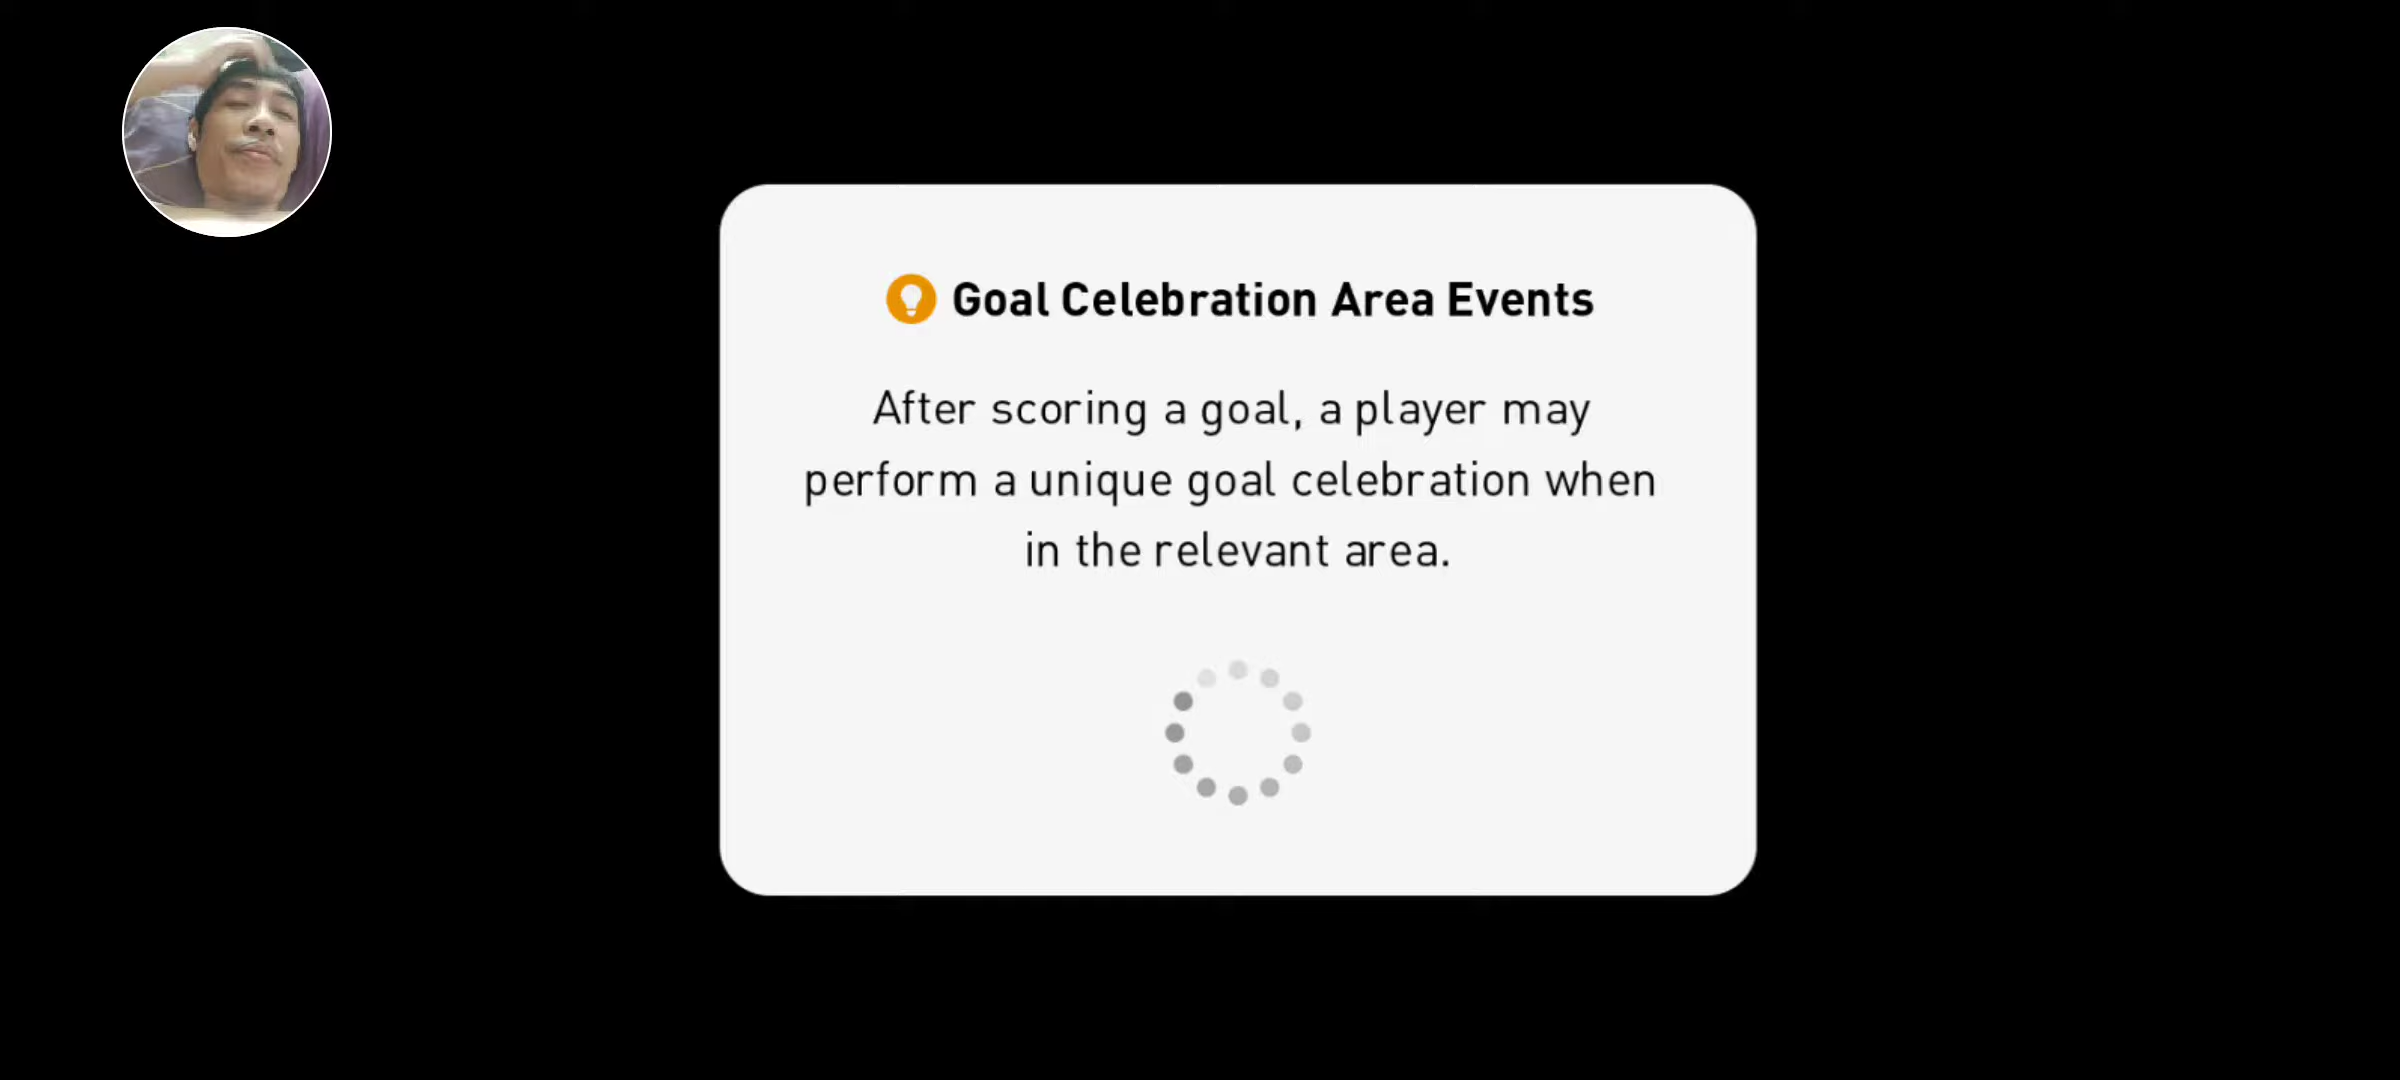 Goal Celebration Area Events
After scoring a goal, a player may
perform a unique goal celebration when
in the relevant area.